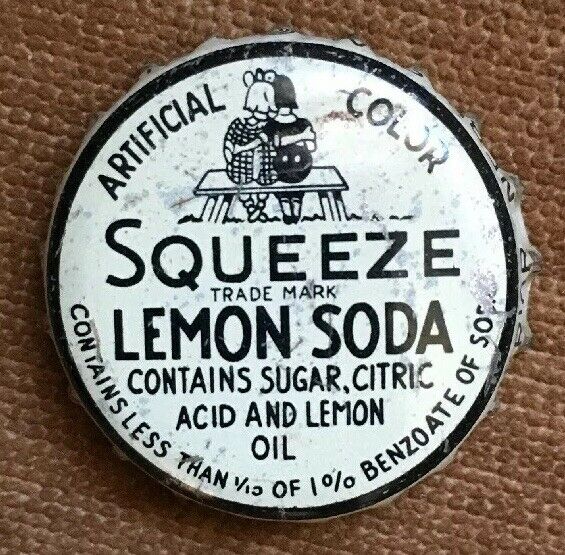 ARTIFICIAL COLOR
SQUEEZE
TRADE MARK
LEMON SODA
CONTAINS SUGAR, CITRIC
ACID AND LEMON
OIL
CONTAINS LESS THAN 1/10 OF 1% BENZOATE OF